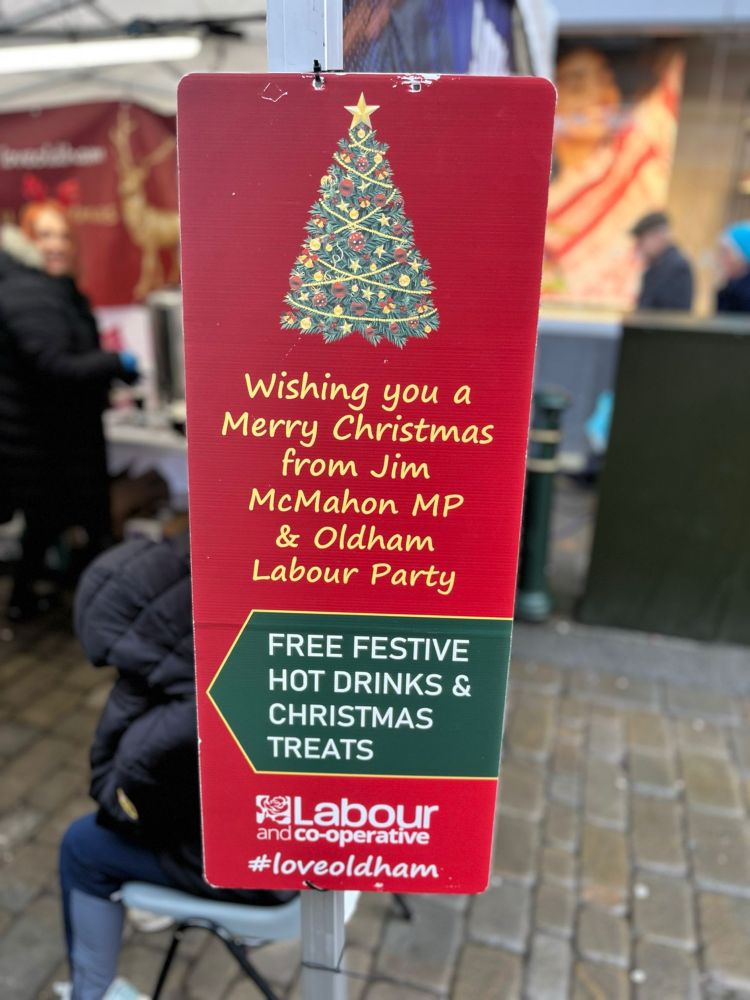 Wishing you a
Merry Christmas
from Jim
McMahon MP
& Oldham
Labour Party
FREE FESTIVE
HOT DRINKS &
CHRISTMAS
TREATS
Labour
and co-operative
#loveoldham